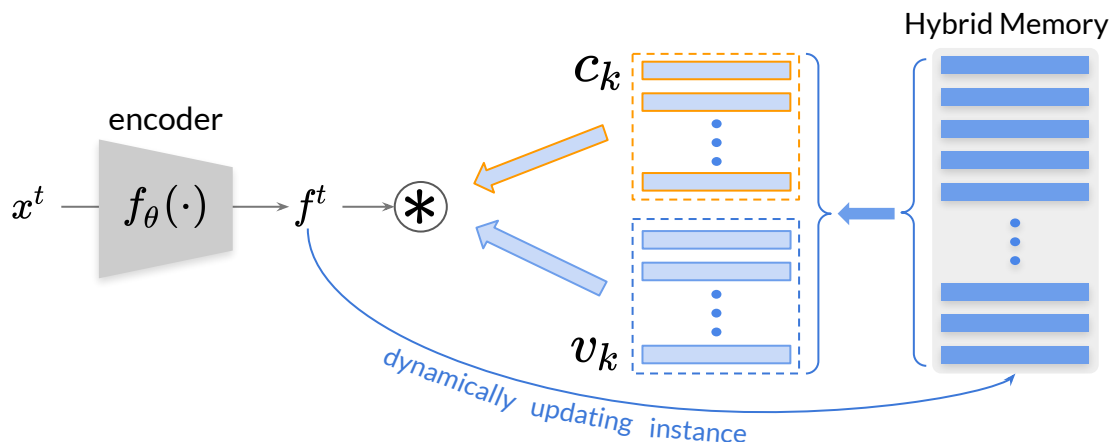 Hybrid Memory
c_k
encoder
x^t
f_θ(·)
f^t
*
v_k
dynamically updating instance